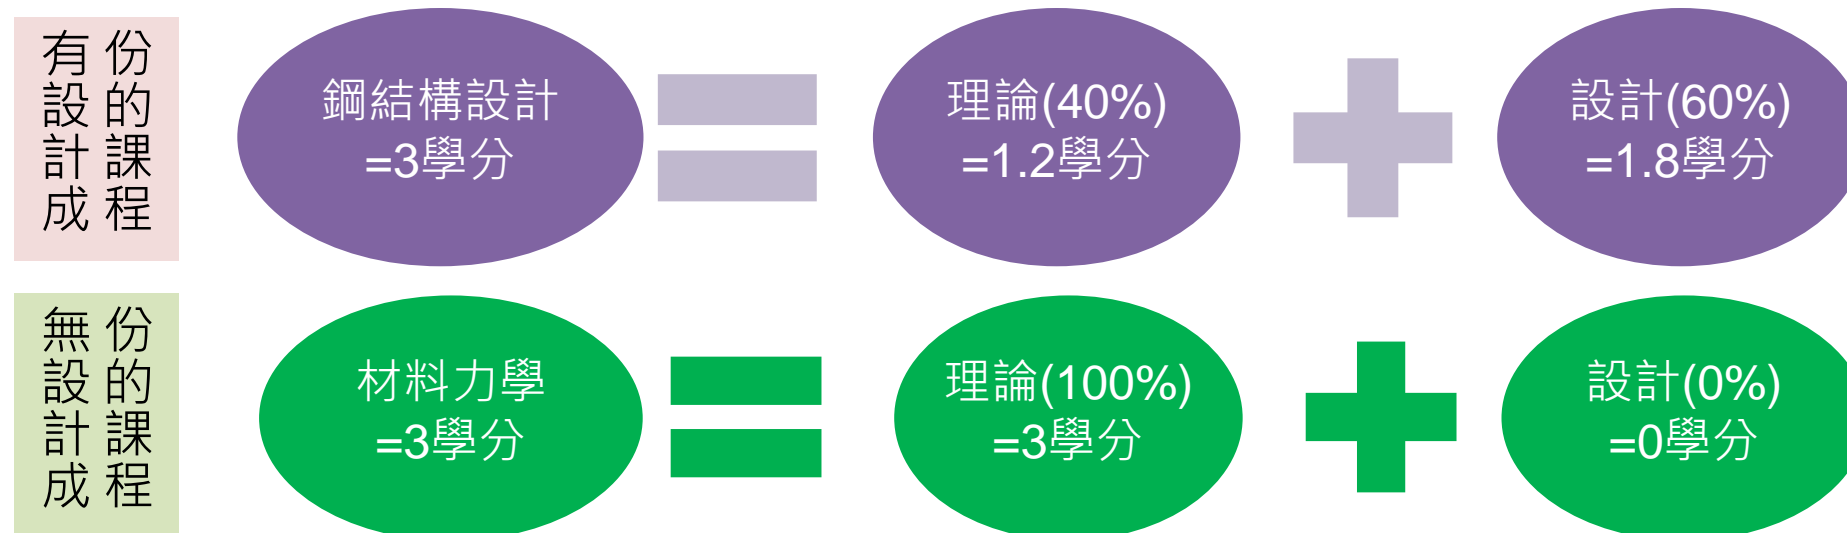 有設計成
份的課程
鋼結構設計
=3學分
理論(40%)
=1.2學分
設計(60%)
=1.8學分
無設計成
份的課程
材料力學
=3學分
理論(100%)
=3學分
設計(0%)
=0學分